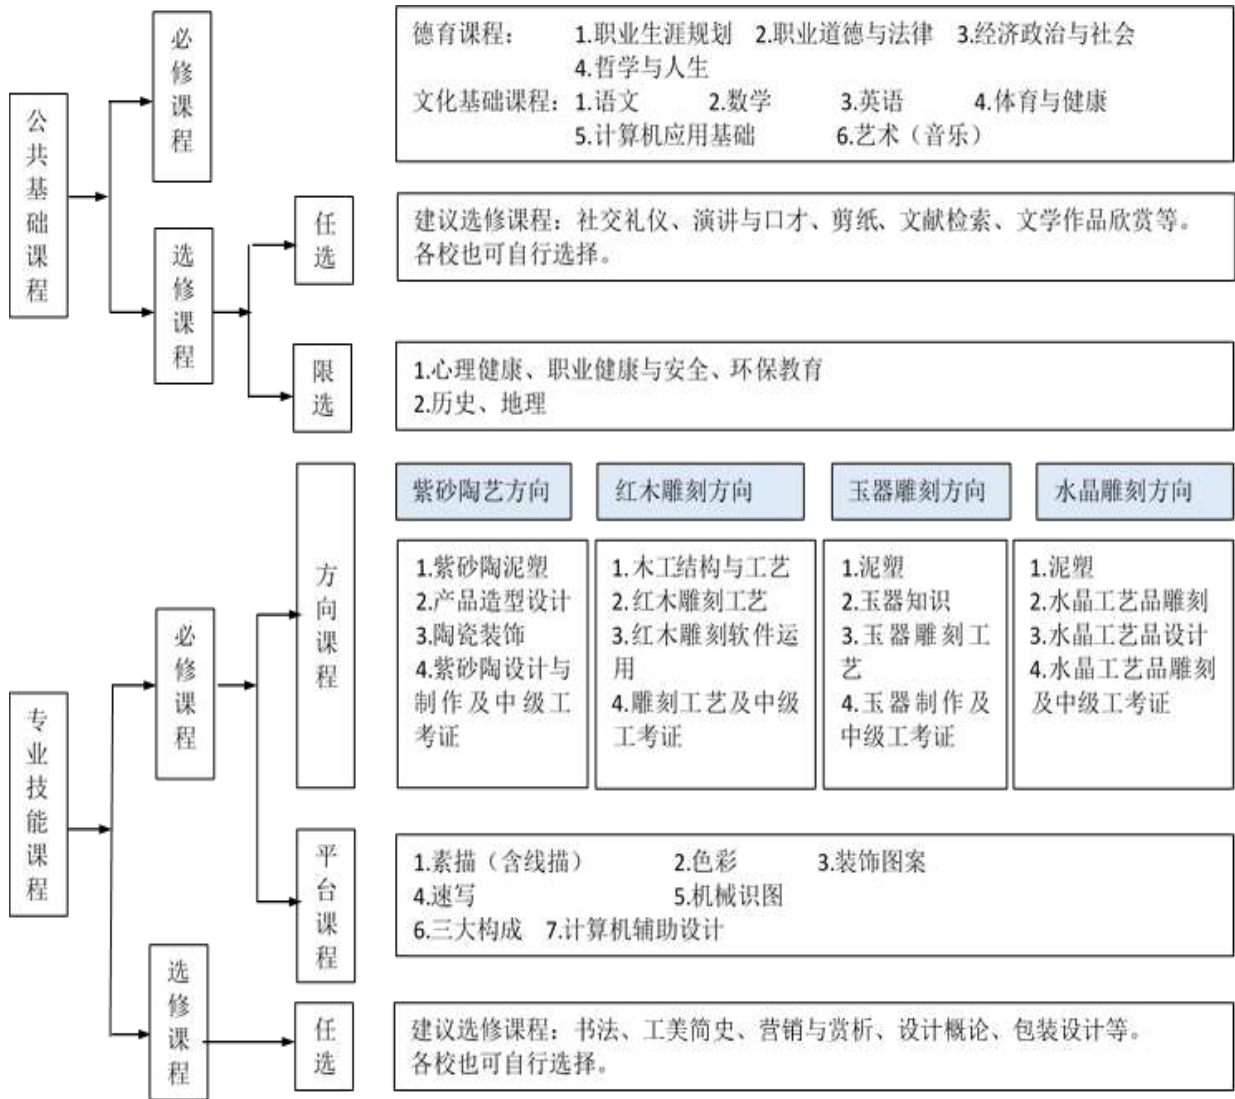 公共基础课程
必修课程
德育课程： 1.职业生涯规划 2.职业道德与法律 3.经济政治与社会
4.哲学与人生
文化基础课程：1.语文 2.数学 3.英语 4.体育与健康
5.计算机应用基础 6.艺术（音乐）
选修课程
任选
建议选修课程：社交礼仪、演讲与口才、剪纸、文献检索、文学作品欣赏等。
各校也可自行选择。
限选
1.心理健康、职业健康与安全、环保教育
2.历史、地理
专业技能课程
必修课程
方向课程
紫砂陶艺方向
1.紫砂陶泥塑
2.产品造型设计
3.陶瓷装饰
4.紫砂陶设计与
制作及中级工
考证
红木雕刻方向
1.木工结构与工艺
2.红木雕刻工艺
3.红木雕刻软件运
用
4.雕刻工艺及中级
工考证
玉器雕刻方向
1.泥塑
2.玉器知识
3.玉器雕刻工
艺
4.玉器制作及
中级工考证
水晶雕刻方向
1.泥塑
2.水晶工艺品雕刻
3.水晶工艺品设计
4.水晶工艺品雕刻
及中级工考证
平台课程
1.素描（含线描） 2.色彩 3.装饰图案
4.速写 5.机械识图
6.三大构成 7.计算机辅助设计
选修课程
任选
建议选修课程：书法、工美简史、营销与赏析、设计概论、包装设计等。
各校也可自行选择。